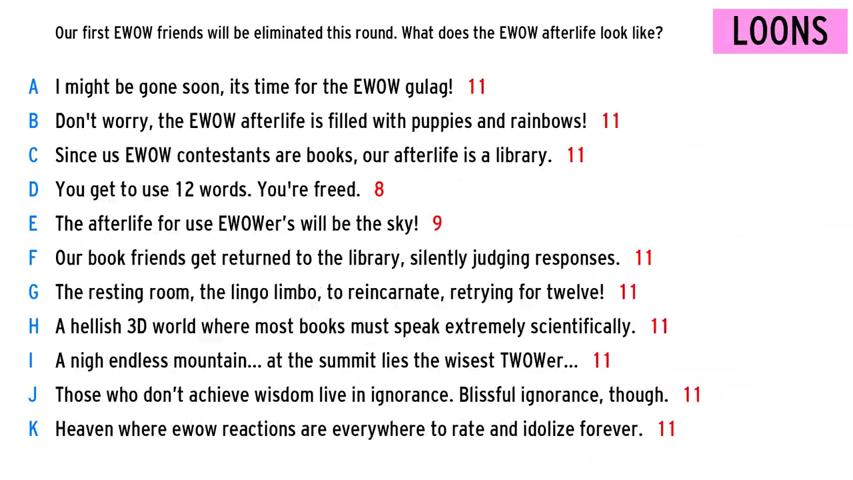 Our first EWOW friends will be eliminated this round. What does the EWOW afterlife look like?
LOONS
A I might be gone soon, its time for the EWOW gulag! 11
B Don't worry, the EWOW afterlife is filled with puppies and rainbows! 11
C Since us EWOW contestants are books, our afterlife is a library. 11
D You get to use 12 words. You're freed. 8
E The afterlife for use EWOWer's will be the sky! 9
F Our book friends get returned to the library, silently judging responses. 11
G The resting room, the lingo limbo, to reincarnate, retrying for twelve! 11
H A hellish 3D world where most books must speak extremely scientifically. 11
I A nigh endless mountain... at the summit lies the wisest TWOWer... 11
J Those who don't achieve wisdom live in ignorance. Blissful ignorance, though. 11
K Heaven where ewow reactions are everywhere to rate and idolize forever. 11